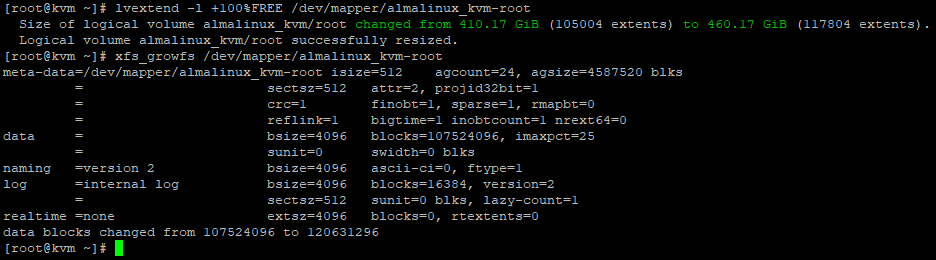 [root@kvm ~]# lvextend -l +100%FREE /dev/mapper/almalinux_kvm-root
  Size of logical volume almalinux_kvm/root changed from 410.17 GiB (105004 extents) to 460.17 GiB (117804 extents).
  Logical volume almalinux_kvm/root successfully resized.
[root@kvm ~]# xfs_growfs /dev/mapper/almalinux_kvm-root
meta-data=/dev/mapper/almalinux_kvm-root isize=512    agcount=24, agsize=4587520 blks
         =                       sectsz=512   attr=2, projid32bit=1
         =                       crc=1        finobt=1, sparse=1, rmapbt=0
         =                       reflink=1    bigtime=1 inobtcount=1 nrext64=0
data     =                       bsize=4096   blocks=107524096, imaxpct=25
         =                       sunit=0      swidth=0 blks
naming   =version 2              bsize=4096   ascii-ci=0, ftype=1
log      =internal log           bsize=4096   blocks=16384, version=2
         =                       sectsz=512   sunit=0 blks, lazy-count=1
realtime =none                   extsz=4096   blocks=0, rtextents=0
data blocks changed from 107524096 to 120631296
[root@kvm ~]#